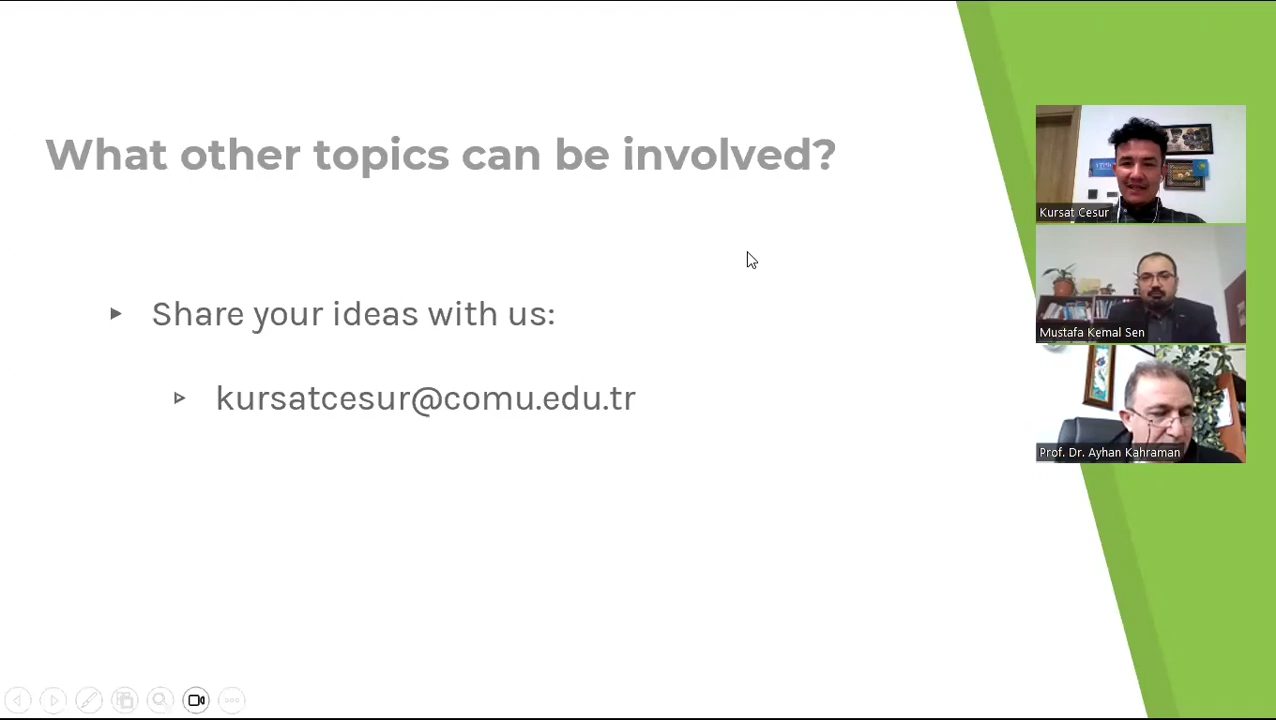 What other topics can be involved?
Share your ideas with us:
kursatcesur@comu.edu.tr
Kursat Cesur
Mustafa Kemal Sen
Prof. Dr. Ayhan Kahraman